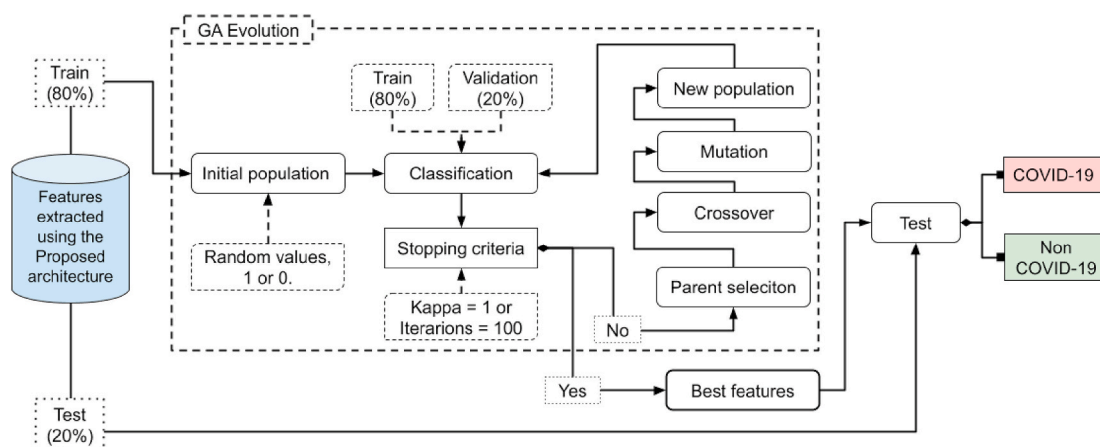 GA Evolution
Train
(80%)
Train
(80%)
Validation
(20%)
New population
Mutation
Initial population
Classification
Features
extracted
using the
Proposed
architecture
COVID-19
Crossover
Test
Random values,
1 or 0.
Stopping criteria
Non
COVID-19
Parent seleciton
Kappa = 1 or
Iterarions = 100
No
Yes
Best features
Test
(20%)